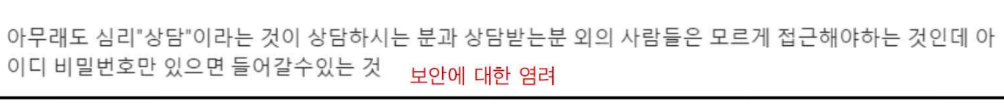 아무래도 심리"상담"이라는 것이 상담하시는 분과 상담받는분 외의 사람들은 모르게 접근해야하는 것인데 아
이디 비밀번호만 있으면 들어갈수있는 것 보안에 대한 염려